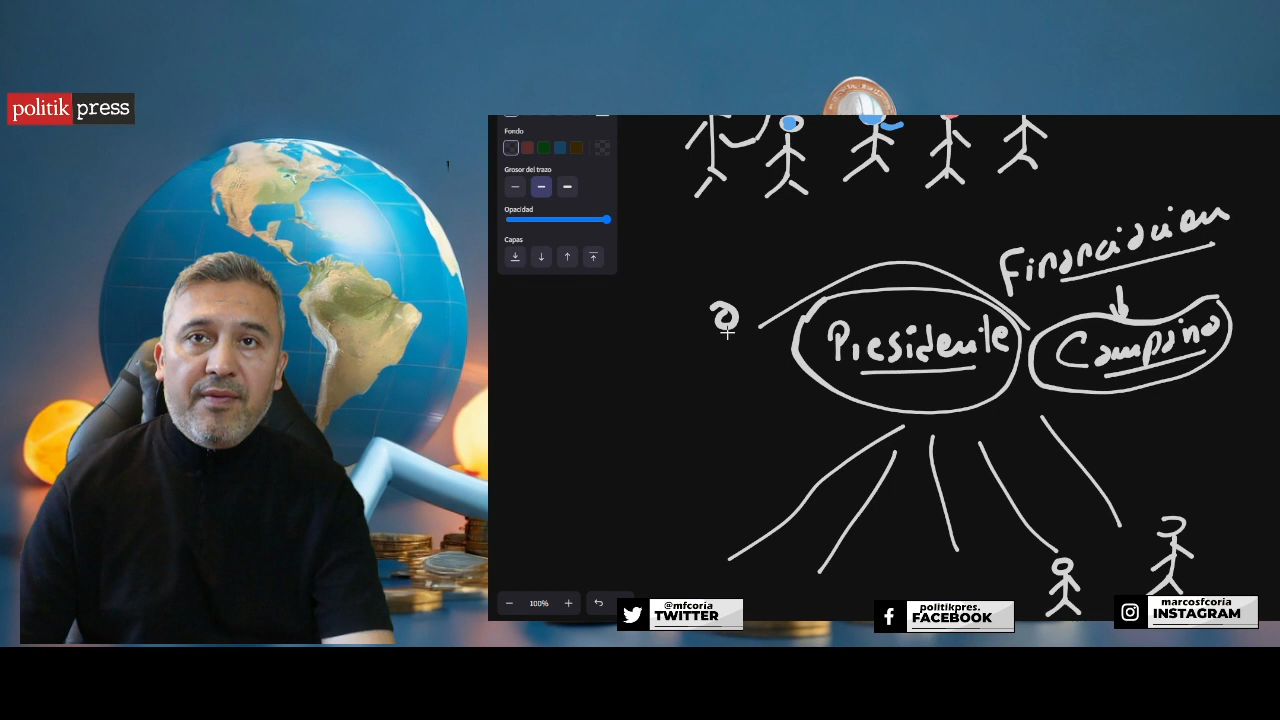 politik press
Fondo
Grosor del trazo
Opacidad
Capas
Financiacion
Presidente
Campaña
100%
@mfcoria
TWITTER
politikpres.
FACEBOOK
marcosfcoria
INSTAGRAM